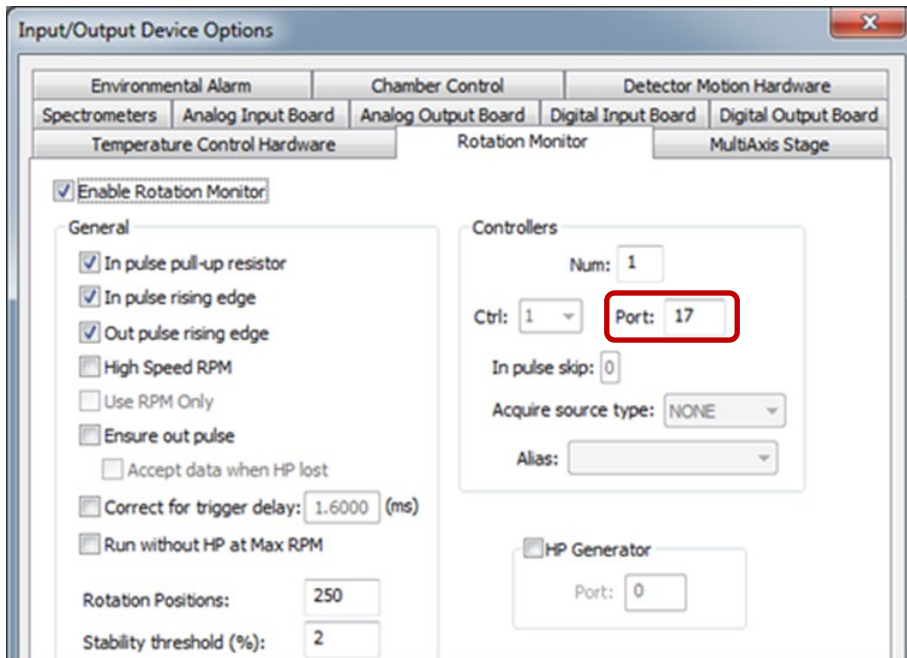 Input/Output Device Options
Environmental Alarm Chamber Control Detector Motion Hardware
Spectrometers Analog Input Board Analog Output Board Digital Input Board Digital Output Board
Temperature Control Hardware Rotation Monitor MultiAxis Stage
Enable Rotation Monitor
General
In pulse pull-up resistor
In pulse rising edge
Out pulse rising edge
High Speed RPM
Use RPM Only
Ensure out pulse
Accept data when HP lost
Correct for trigger delay: 1.6000 (ms)
Run without HP at Max RPM
Rotation Positions: 250
Stability threshold (%): 2
Controllers
Num: 1
Ctrl: 1 Port: 17
In pulse skip: 0
Acquire source type: NONE
Alias:
HP Generator
Port: 0